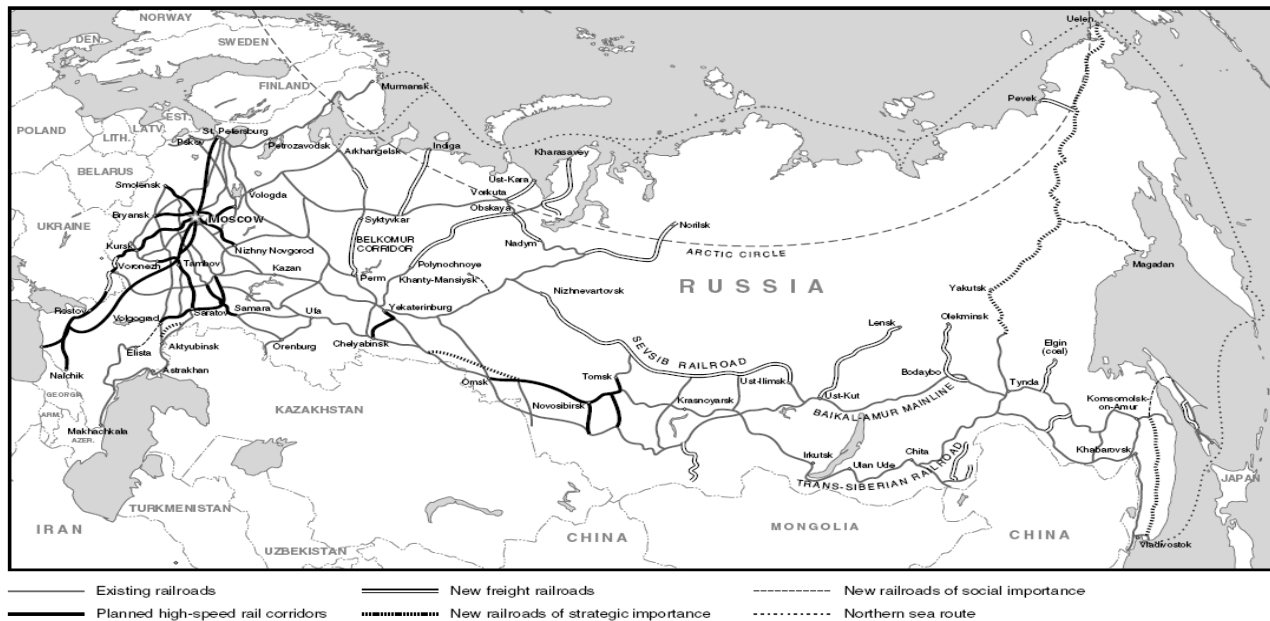 NORWAY
Uelen
DEN.
SWEDEN
FINLAND
Murmansk
Pevek
EST.
LATV.
LITH.
POLAND
St. Petersburg
Pskov
Petrozavodsk
Arkhangelsk
Indiga
Kharasavey
BELARUS
Ust-Kara
Vorkuta
Smolensk
Vologda
Obskaya
Bryansk
MOSCOW
Syktyvkar
Norilsk
UKRAINE
BELKOMUR
CORRIDOR
Nadym
ARCTIC CIRCLE
Kursk
Nizhny Novgorod
Voronezh
Tambov
Kazan
Polynochnoye
Perm
Khanty-Mansiysk
RUSSIA
Magadan
Nizhnevartovsk
Yakutsk
Rostov
Volgograd
Saratov
Samara
Ufa
Yekaterinburg
Lensk
Olekminsk
Elista
Aktyubinsk
Orenburg
Chelyabinsk
SEVSIB RAILROAD
Elgin
(coal)
Nalchik
Astrakhan
Omsk
Tomsk
Ust-Ilimsk
Bodaybo
Tynda
GEORGIA
KAZAKHSTAN
Novosibirsk
Krasnoyarsk
Ust-Kut
BAIKAL-AMUR MAINLINE
Komsomolsk-
on-Amur
ARM.
Makhachkala
AZER.
Irkutsk
Ulan Ude
Chita
Khabarovsk
TRANS-SIBERIAN RAILROAD
JAPAN
TURKMENISTAN
IRAN
UZBEKISTAN
CHINA
MONGOLIA
CHINA
Vladivostok
Existing railroads
New freight railroads
New railroads of social importance
Planned high-speed rail corridors
New railroads of strategic importance
Northern sea route